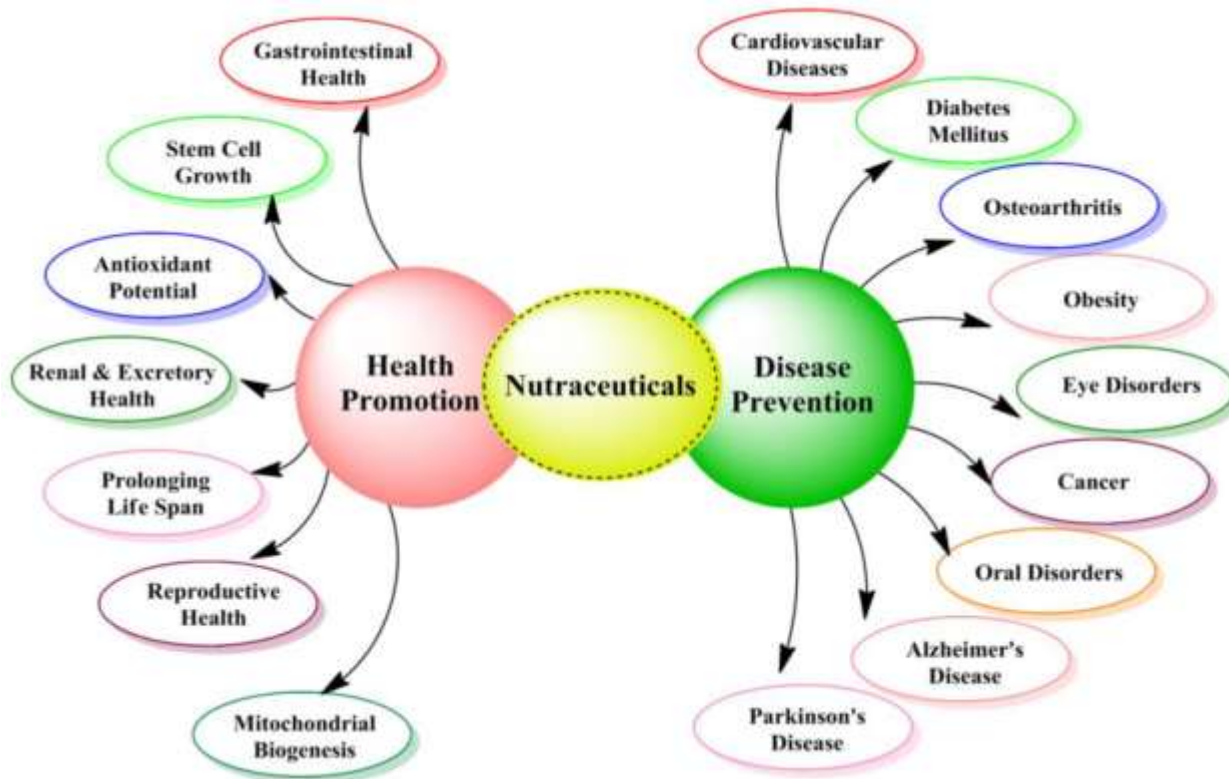 Gastrointestinal
Health
Stem Cell
Growth
Antioxidant
Potential
Renal & Excretory
Health
Prolonging
Life Span
Reproductive
Health
Mitochondrial
Biogenesis
Health
Promotion
Nutraceuticals
Disease
Prevention
Cardiovascular
Diseases
Diabetes
Mellitus
Osteoarthritis
Obesity
Eye Disorders
Cancer
Oral Disorders
Alzheimer's
Disease
Parkinson's
Disease